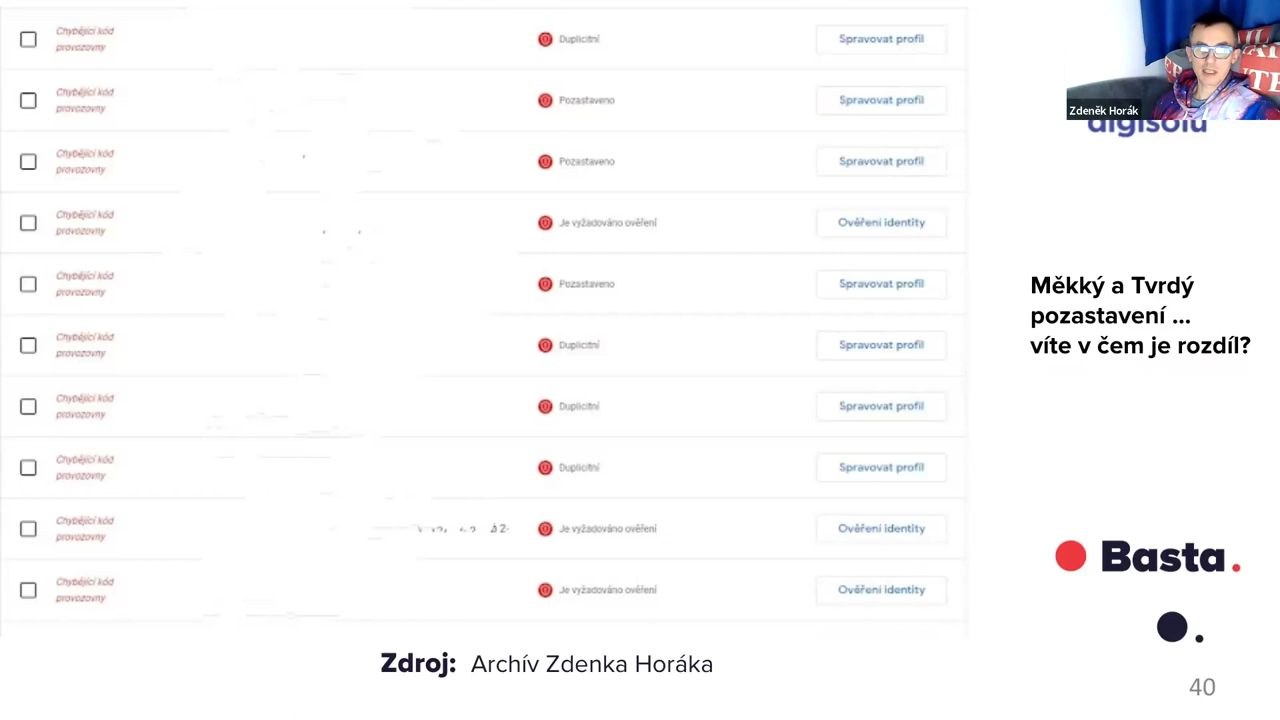 Chybějící kód
provozovny
Duplicitní
Spravovat profil
Chybějící kód
provozovny
Pozastaveno
Spravovat profil
Chybějící kód
provozovny
Pozastaveno
Spravovat profil
Chybějící kód
provozovny
Je vyžadováno ověření
Ověření identity
Chybějící kód
provozovny
Pozastaveno
Spravovat profil
Chybějící kód
provozovny
Duplicitní
Spravovat profil
Chybějící kód
provozovny
Duplicitní
Spravovat profil
Chybějící kód
provozovny
Duplicitní
Spravovat profil
Chybějící kód
provozovny
Je vyžadováno ověření
Ověření identity
Chybějící kód
provozovny
Je vyžadováno ověření
Ověření identity
Zdroj: Archív Zdenka Horáka
Zdeněk Horák
digisolu
Měkký a Tvrdý
pozastavení ...
víte v čem je rozdíl?
Basta.
40